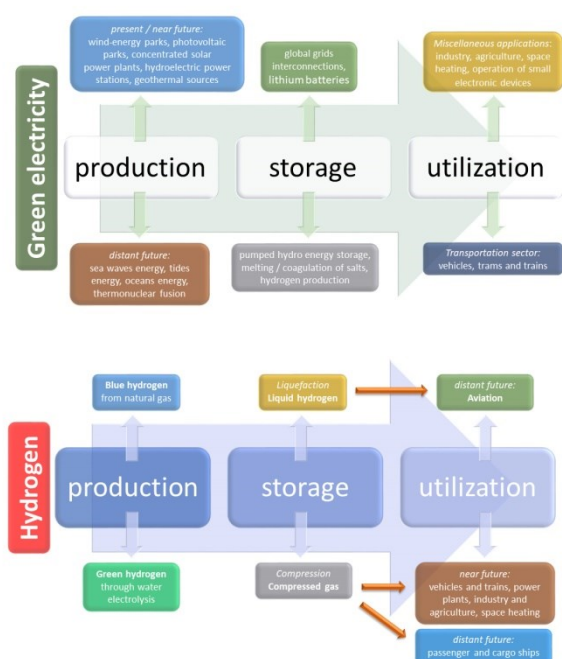 Green electricity
present / near future:
wind-energy parks, photovoltaic
parks, concentrated solar
power plants, hydroelectric power
stations, geothermal sources
global grids
interconnections,
lithium batteries
Miscellaneous applications:
industry, agriculture, space
heating, operation of small
electronic devices
production
storage
utilization
distant future:
sea waves energy, tides
energy, oceans energy,
thermonuclear fusion
pumped hydro energy storage,
melting / coagulation of salts,
hydrogen production
Transportation sector:
vehicles, trams and trains
Hydrogen
Blue hydrogen
from natural gas
Liquefaction
Liquid hydrogen
distant future:
Aviation
production
storage
utilization
Green hydrogen
through water
electrolysis
Compression
Compressed gas
near future:
vehicles and trains, power
plants, industry and
agriculture, space heating
distant future:
passenger and cargo ships